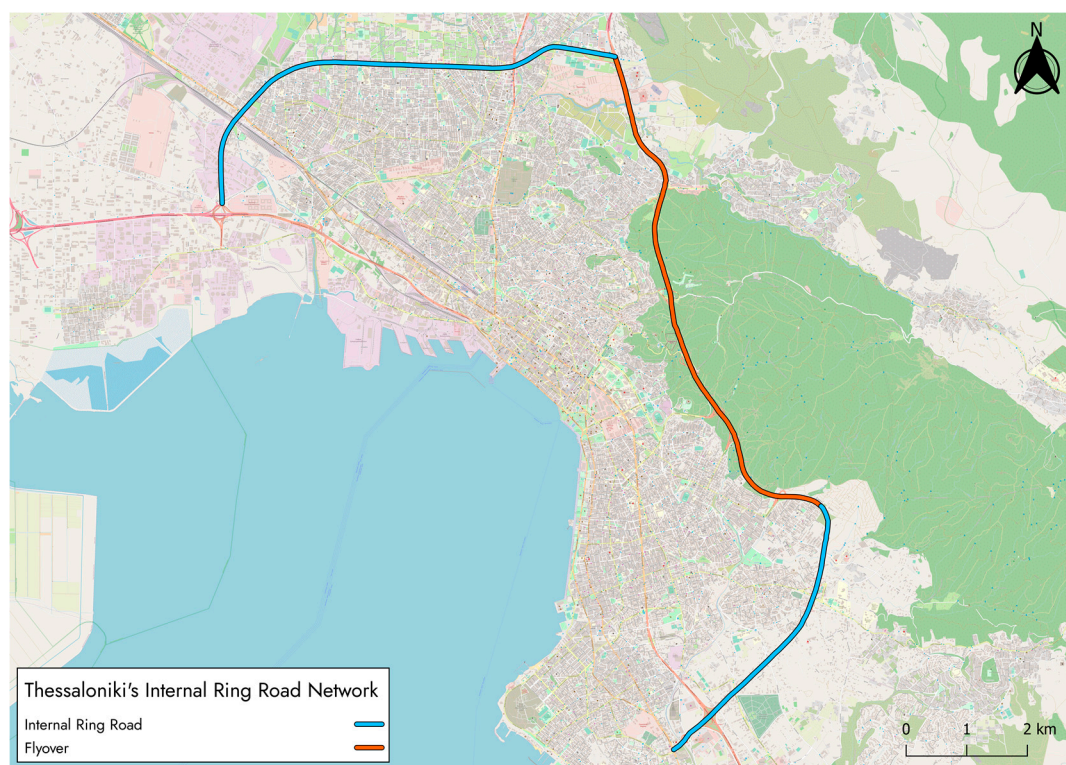 N
Thessaloniki's Internal Ring Road Network
Internal Ring Road
Flyover
0 1 2 km